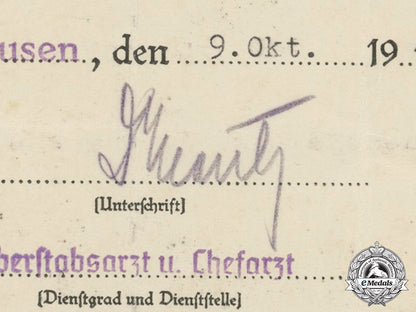 usen, den 9. Okt. 19
(Unterschrift)
berstabsarzt u. Chefarzt
(Dienstgrad und Dienststelle)
eMedals